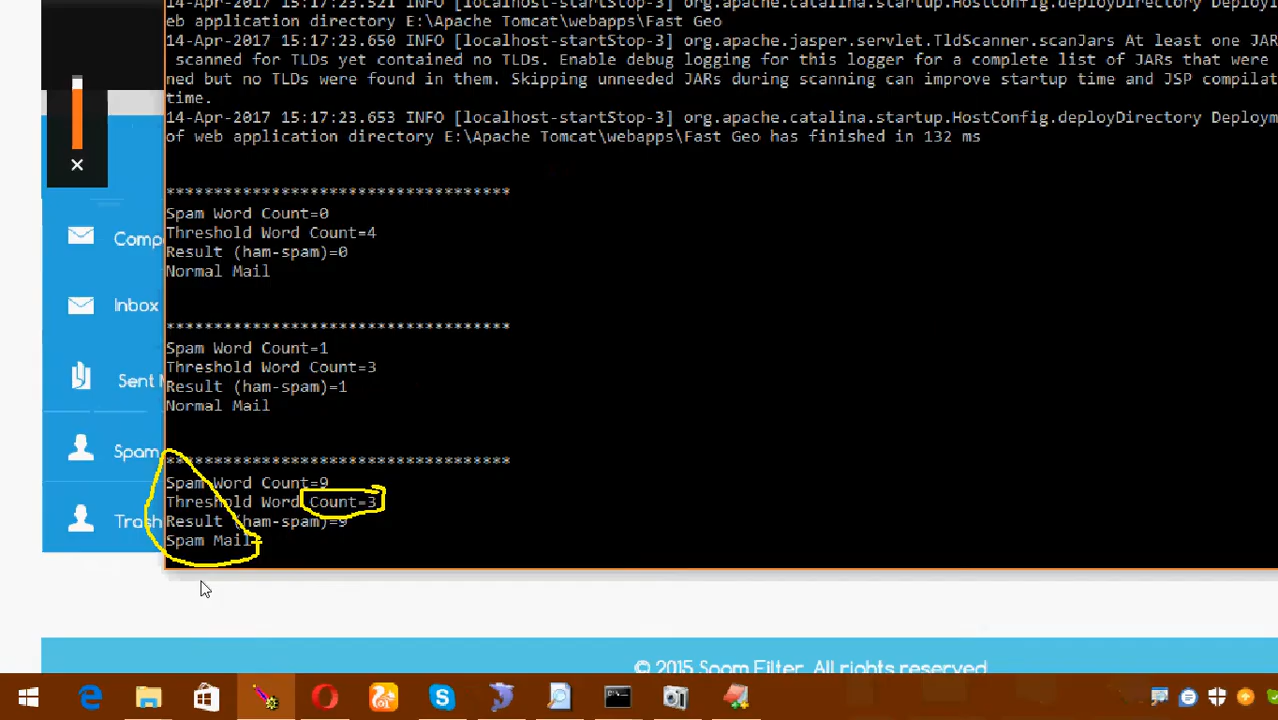 14-Apr-2017 15:17:23.521 INFO [localhost-startStop-3] org.apache.catalina.startup.HostConfig.deployDirectory Deployi
eb application directory E:\Apache Tomcat\webapps\Fast Geo
14-Apr-2017 15:17:23.650 INFO [localhost-startStop-3] org.apache.jasper.servlet.TldScanner.scanJars At least one JAR
scanned for TLDs yet contained no TLDs. Enable debug logging for this logger for a complete list of JARs that were
ned but no TLDs were found in them. Skipping unneeded JARs during scanning can improve startup time and JSP compilat
time.
14-Apr-2017 15:17:23.653 INFO [localhost-startStop-3] org.apache.catalina.startup.HostConfig.deployDirectory Deploym
of web application directory E:\Apache Tomcat\webapps\Fast Geo has finished in 132 ms
************************************
Spam Word Count=0
Threshold Word Count=4
Result (ham-spam)=0
Normal Mail
************************************
Spam Word Count=1
Threshold Word Count=3
Result (ham-spam)=1
Normal Mail
************************************
Spam Word Count=9
Threshold Word Count=3
Result (ham-spam)=9
Spam Mail
Comp
Inbox
Sent M
Spam
Trash
© 2015 Spam Filter. All rights reserved